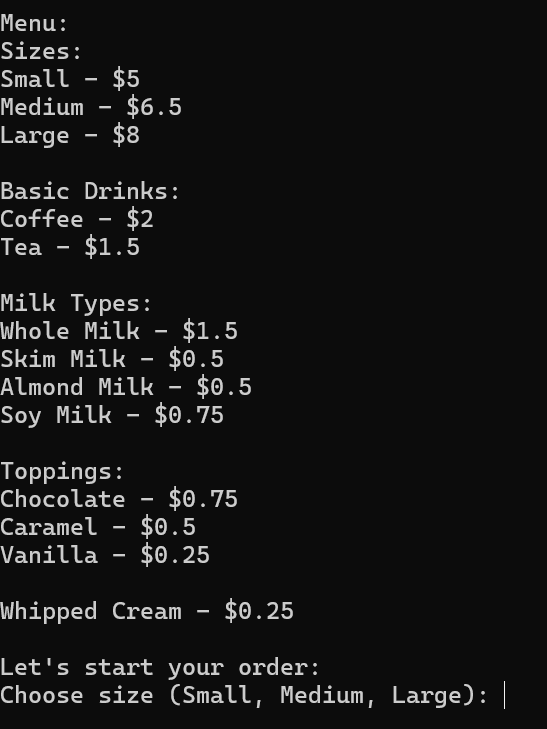 Menu:
Sizes:
Small - $5
Medium - $6.5
Large - $8
Basic Drinks:
Coffee - $2
Tea - $1.5
Milk Types:
Whole Milk - $1.5
Skim Milk - $0.5
Almond Milk - $0.5
Soy Milk - $0.75
Toppings:
Chocolate - $0.75
Caramel - $0.5
Vanilla - $0.25
Whipped Cream - $0.25
Let's start your order:
Choose size (Small, Medium, Large):